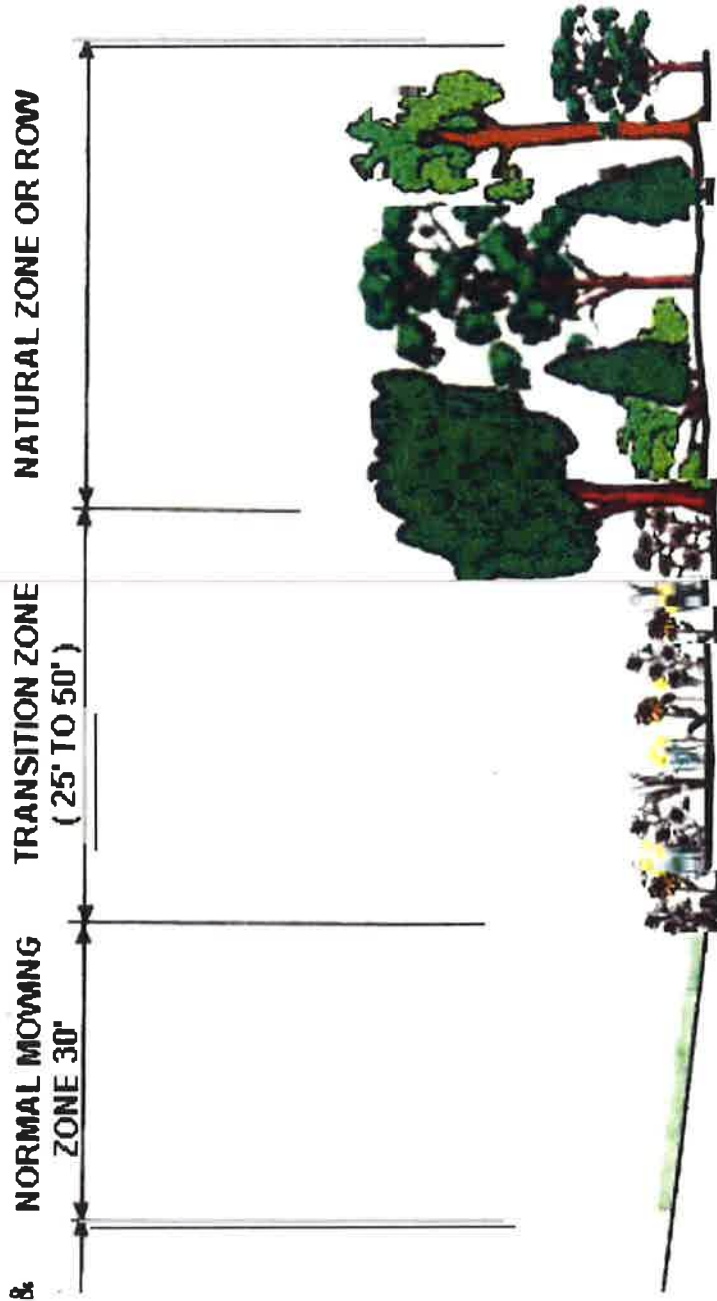 &
NORMAL MOWING
ZONE 30'
TRANSITION ZONE
( 25' TO 50' )
NATURAL ZONE OR ROW